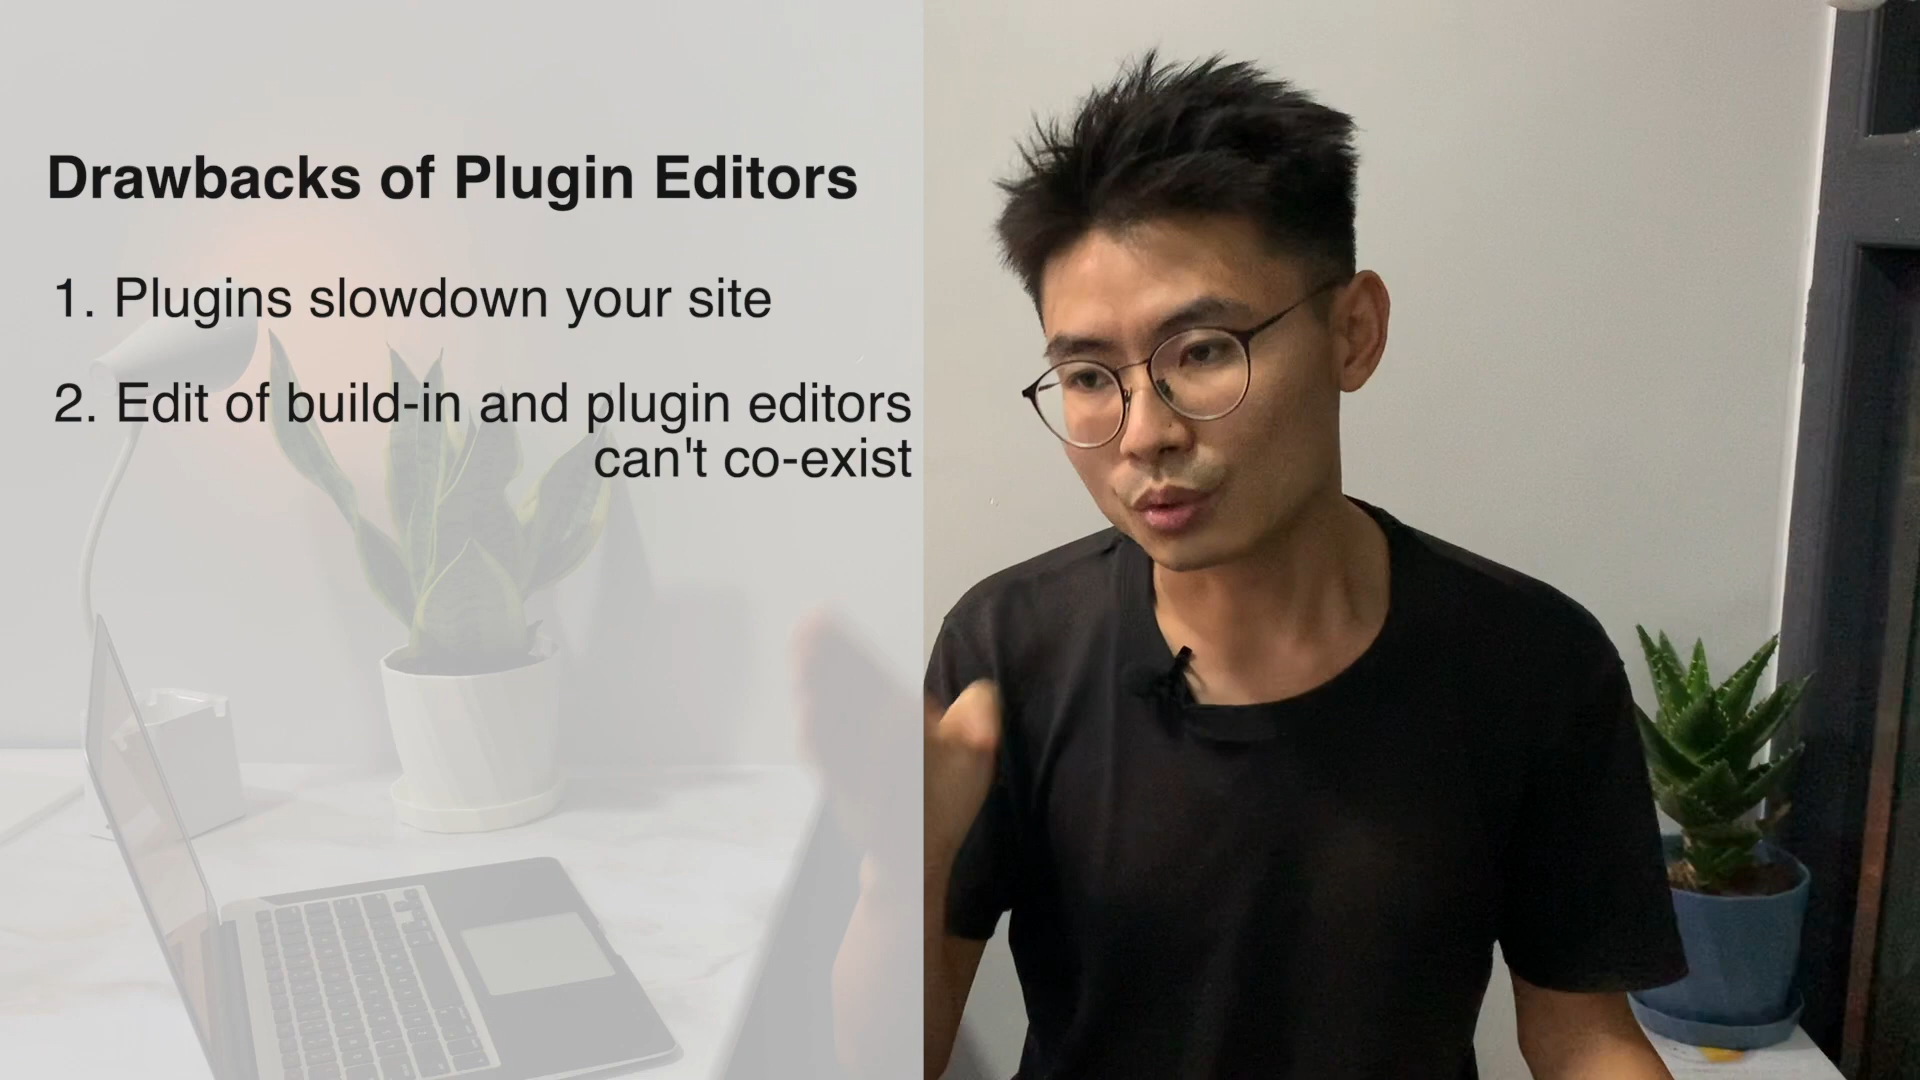 Drawbacks of Plugin Editors
1. Plugins slowdown your site
2. Edit of build-in and plugin editors
can't co-exist